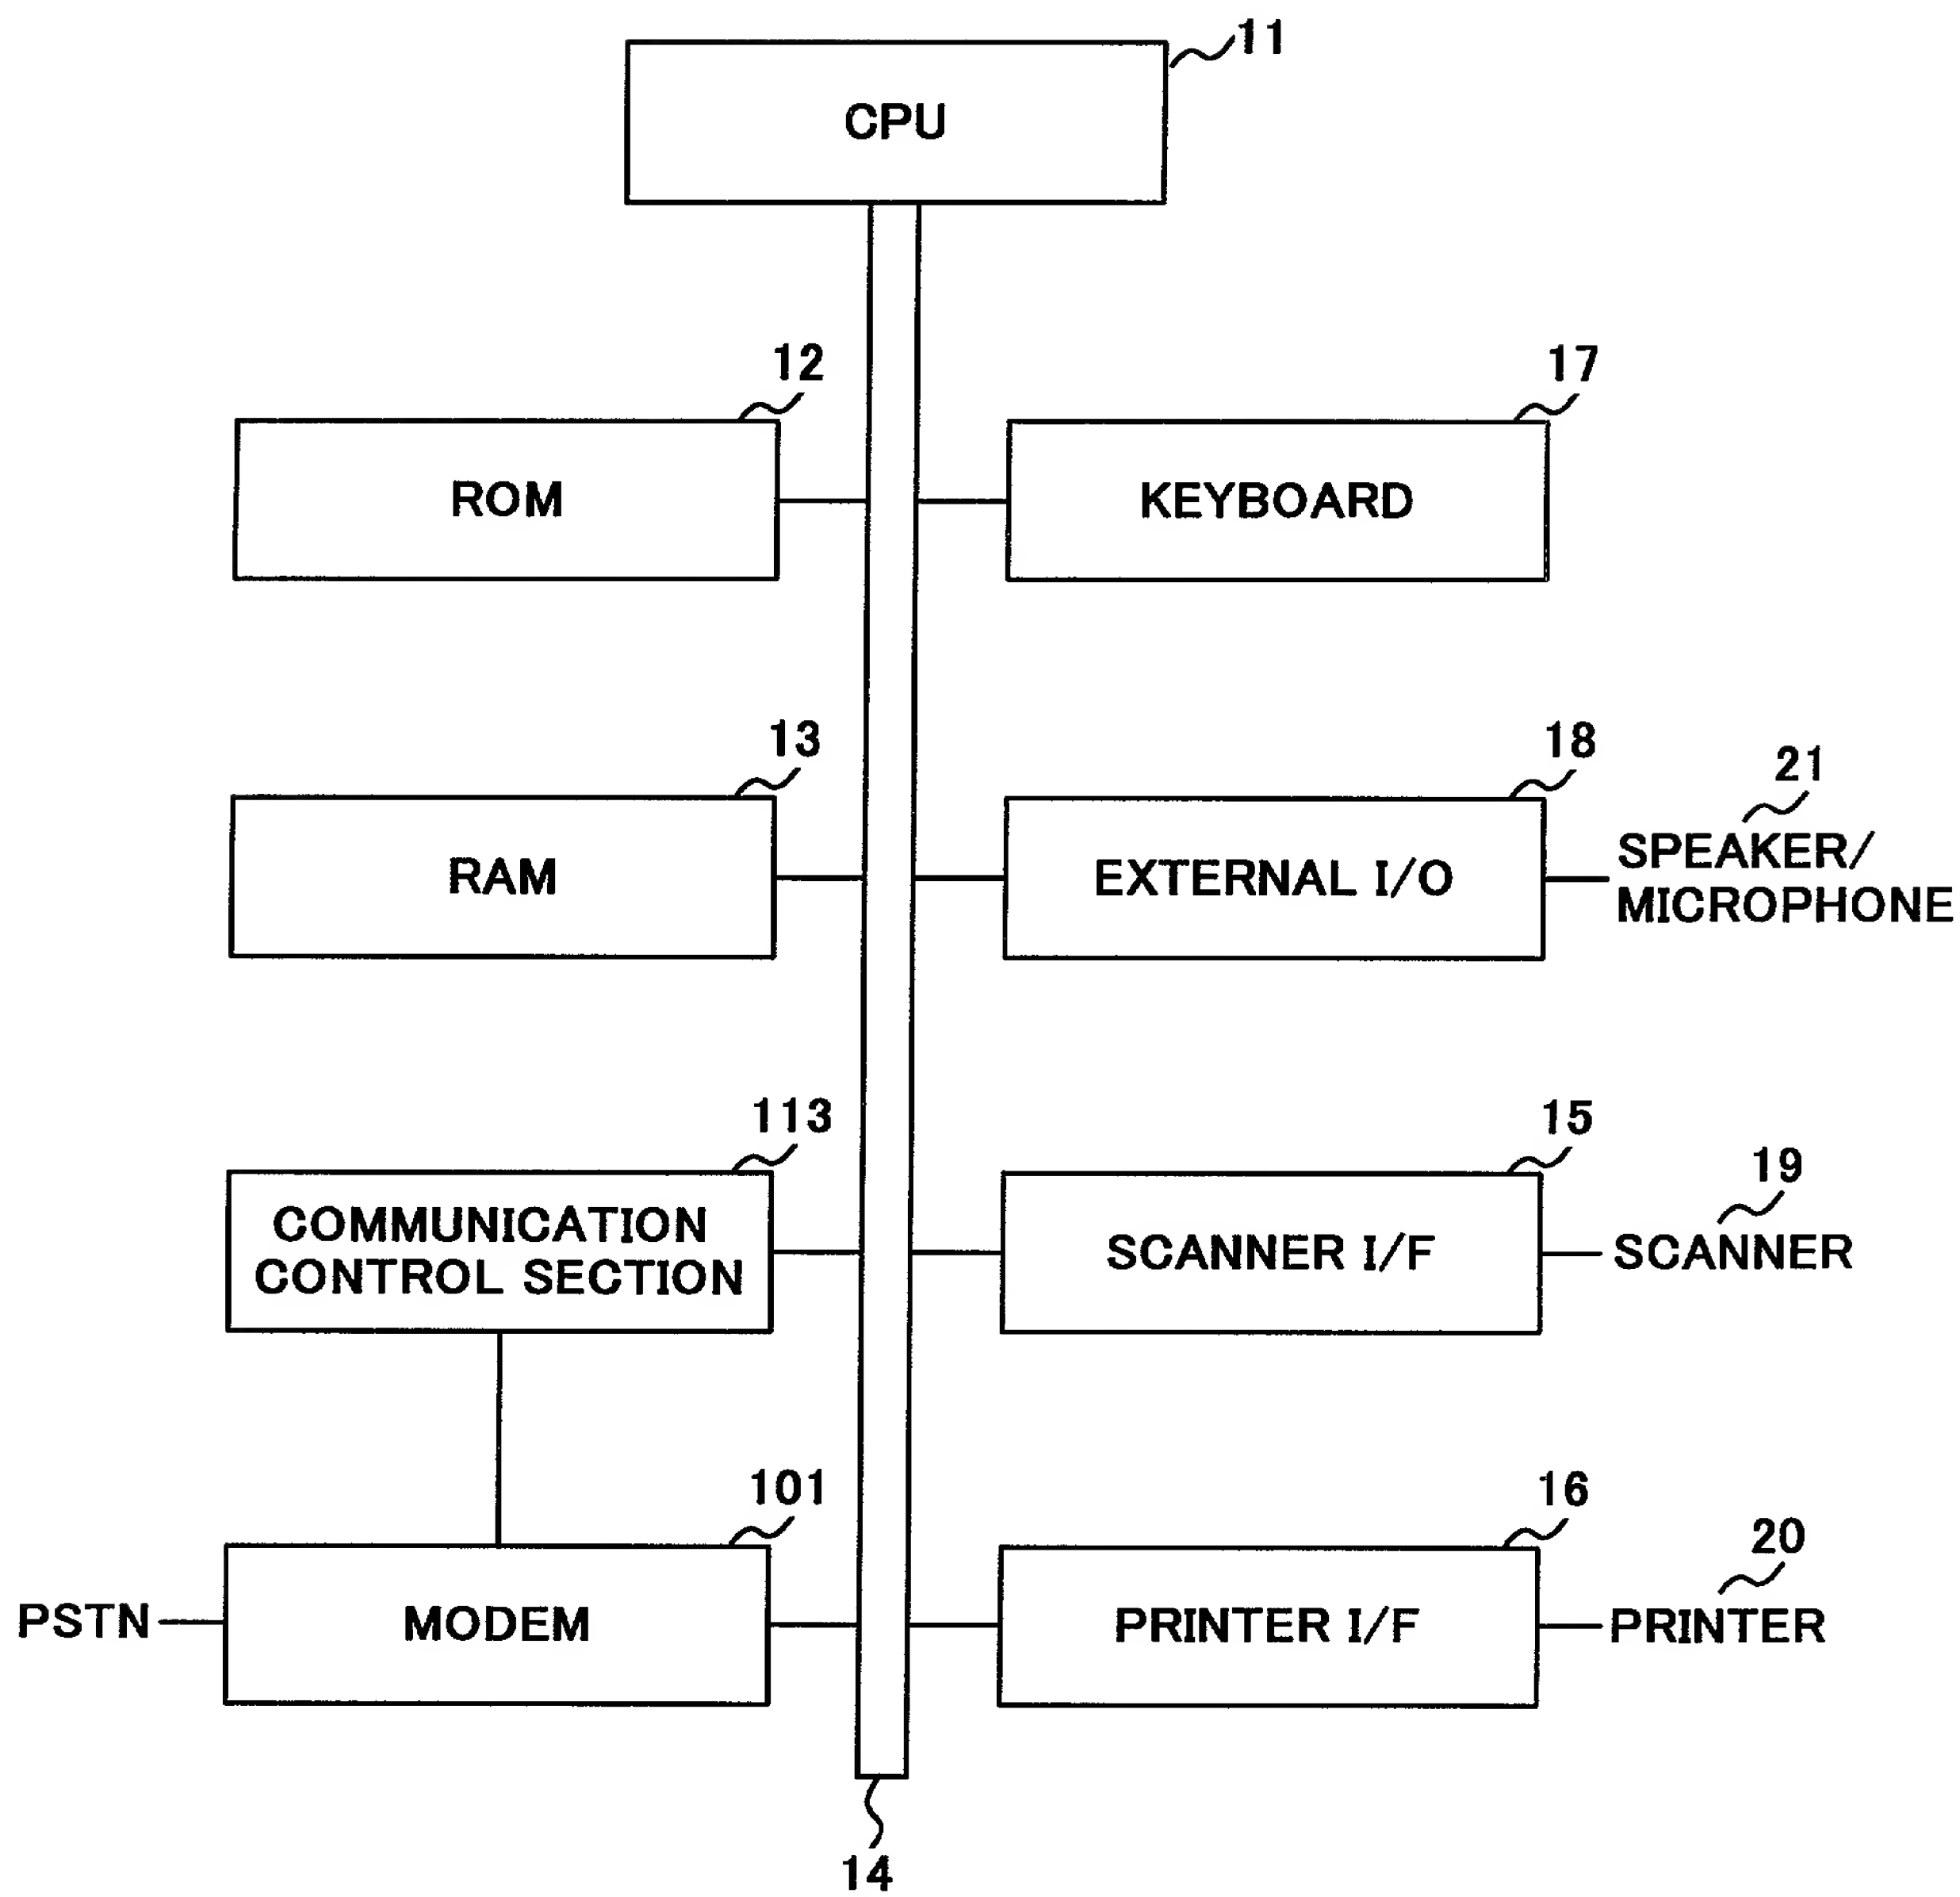 11
CPU
12
ROM
17
KEYBOARD
13
RAM
18
EXTERNAL I/O
21
SPEAKER/
MICROPHONE
113
COMMUNICATION
CONTROL SECTION
15
SCANNER I/F
19
SCANNER
101
MODEM
PSTN
16
PRINTER I/F
20
PRINTER
14